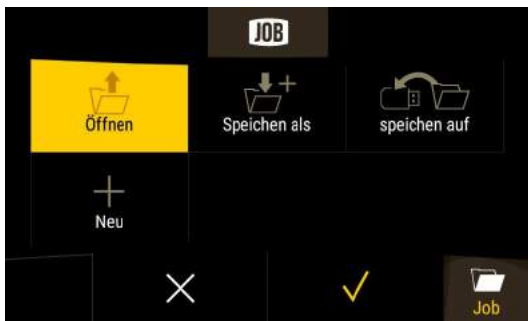 JOB
Öffnen
Speichen als
speichen auf
Neu
Job